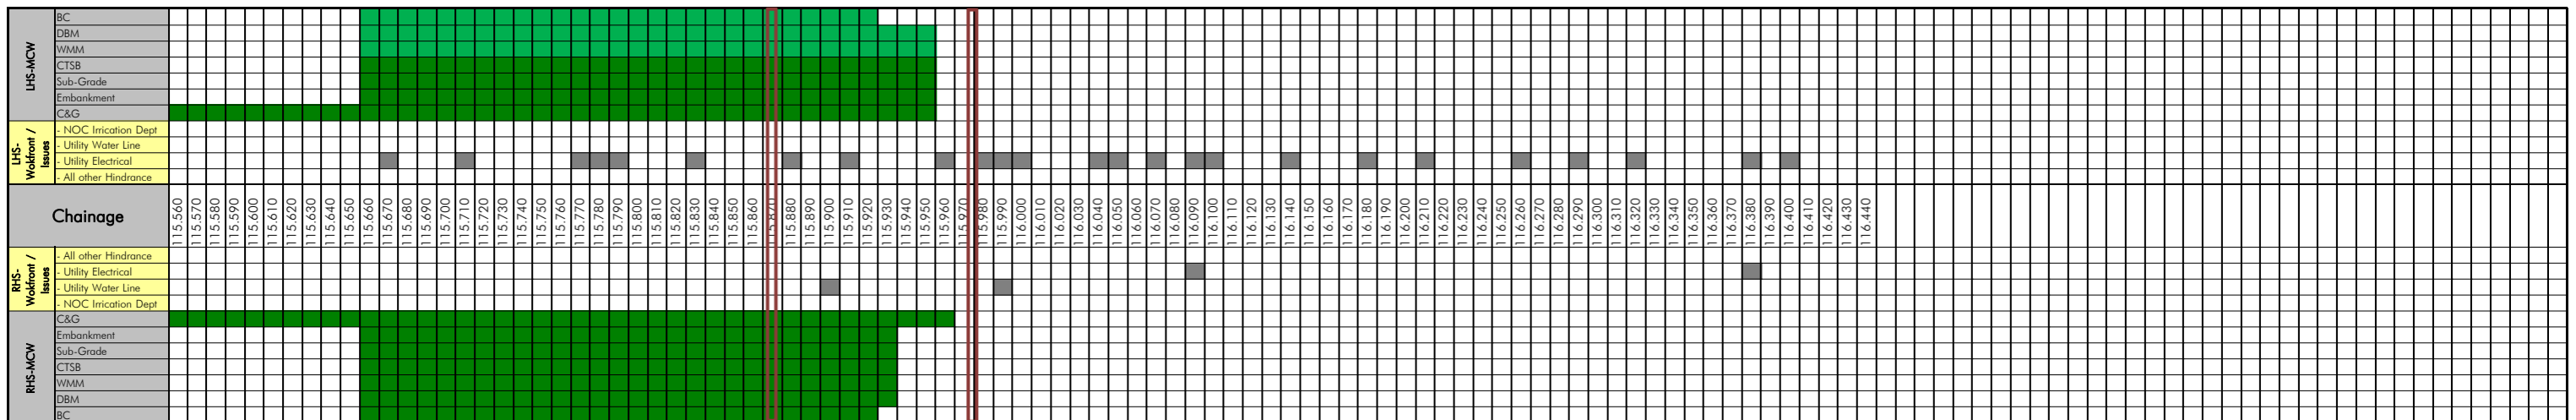 LHS-MCW
BC
DBM
WMM
CTSB
Sub-Grade
Embankment
C&G
LHS-
Wokfront /
Issues
- NOC Irrication Dept
- Utility Water Line
- Utility Electrical
- All other Hindrance
Chainage
115.560
115.570
115.580
115.590
115.600
115.610
115.620
115.630
115.640
115.650
115.660
115.670
115.680
115.690
115.700
115.710
115.720
115.730
115.740
115.750
115.760
115.770
115.780
115.790
115.800
115.810
115.820
115.830
115.840
115.850
115.860
115.870
115.880
115.890
115.900
115.910
115.920
115.930
115.940
115.950
115.960
115.970
115.980
115.990
116.000
116.010
116.020
116.030
116.040
116.050
116.060
116.070
116.080
116.090
116.100
116.110
116.120
116.130
116.140
116.150
116.160
116.170
116.180
116.190
116.200
116.210
116.220
116.230
116.240
116.250
116.260
116.270
116.280
116.290
116.300
116.310
116.320
116.330
116.340
116.350
116.360
116.370
116.380
116.390
116.400
116.410
116.420
116.430
116.440
RHS-
Wokfront /
Issues
- All other Hindrance
- Utility Electrical
- Utility Water Line
- NOC Irrication Dept
RHS-MCW
C&G
Embankment
Sub-Grade
CTSB
WMM
DBM
BC